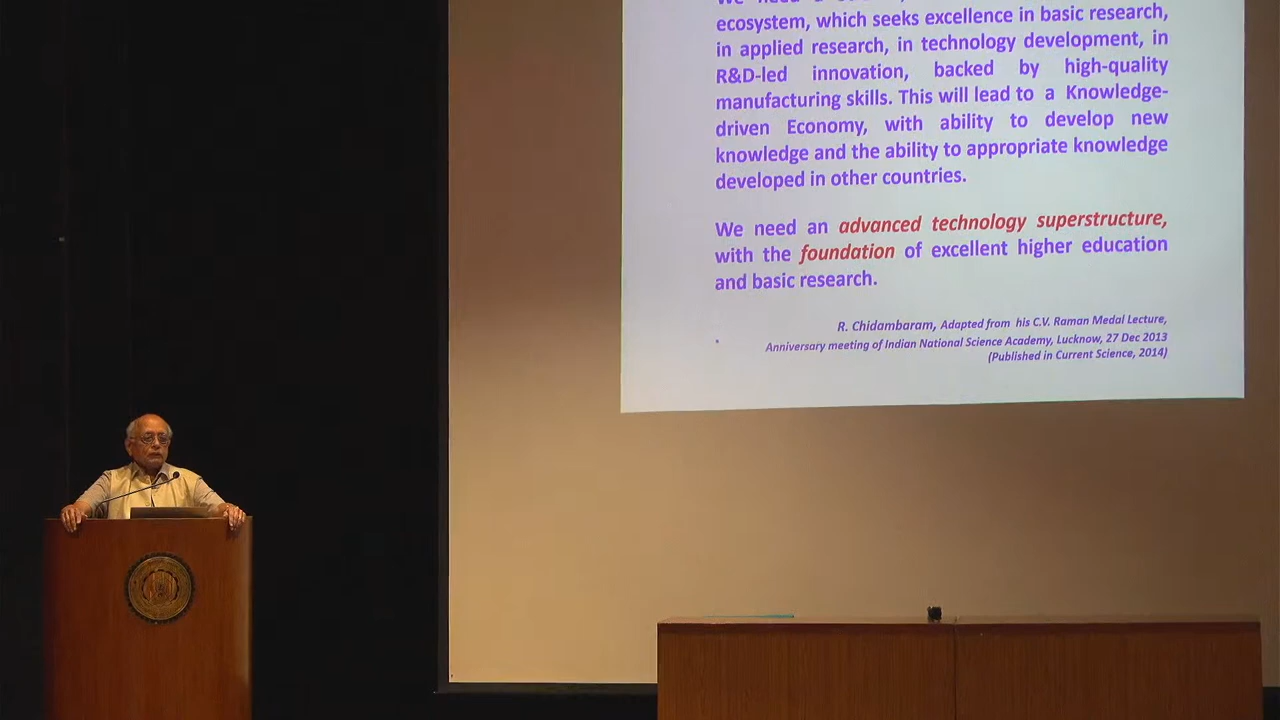 We need a
ecosystem, which seeks excellence in basic research,
in applied research, in technology development, in
R&D-led innovation, backed by high-quality
manufacturing skills. This will lead to a Knowledge-
driven Economy, with ability to develop new
knowledge and the ability to appropriate knowledge
developed in other countries.
We need an advanced technology superstructure,
with the foundation of excellent higher education
and basic research.
R. Chidambaram, Adapted from his C.V. Raman Medal Lecture,
Anniversary meeting of Indian National Science Academy, Lucknow, 27 Dec 2013
(Published in Current Science, 2014)